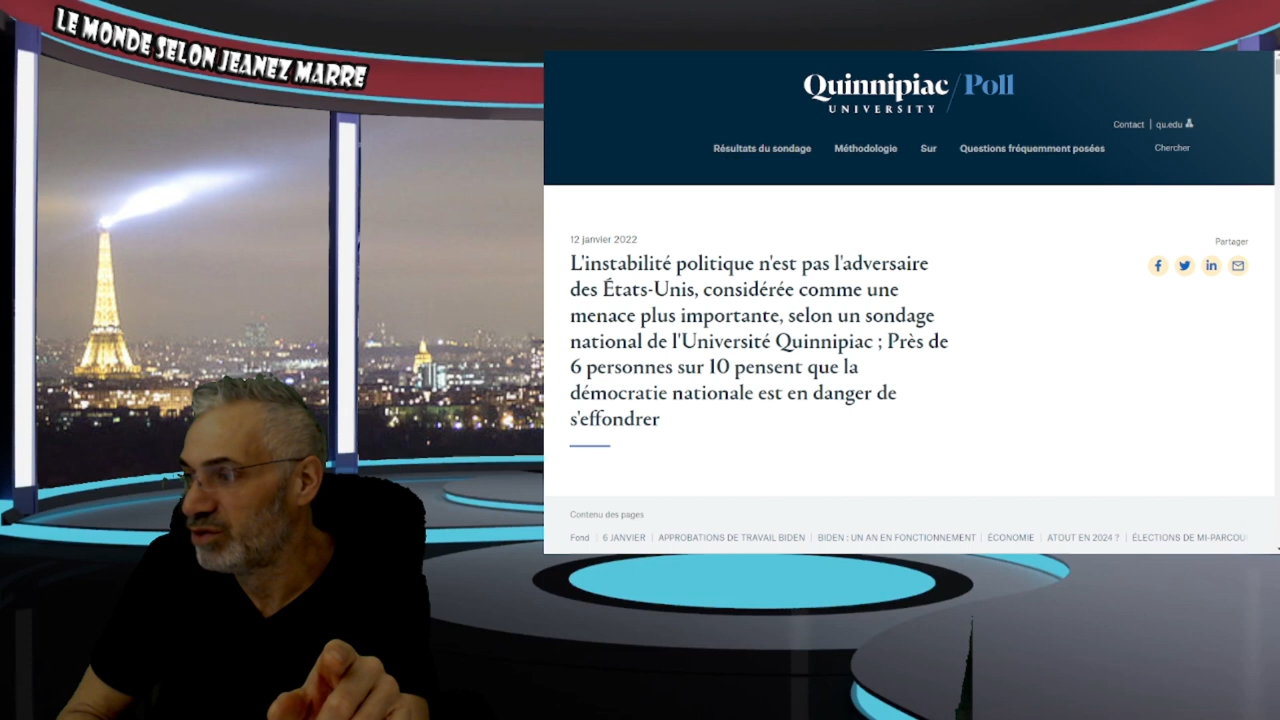 LE MONDE SELON JEANEZ MARRE
Quinnipiac / Poll
UNIVERSITY
Contact | qu.edu
Résultats du sondage Méthodologie Sur Questions fréquemment posées Chercher
12 janvier 2022
Partager
L'instabilité politique n'est pas l'adversaire
des États-Unis, considérée comme une
menace plus importante, selon un sondage
national de l'Université Quinnipiac ; Près de
6 personnes sur 10 pensent que la
démocratie nationale est en danger de
s'effondrer
Contenu des pages
Fond | 6 JANVIER | APPROBATIONS DE TRAVAIL BIDEN | BIDEN : UN AN EN FONCTIONNEMENT | ÉCONOMIE | ATOUT EN 2024 ? | ÉLECTIONS DE MI-PARCOU